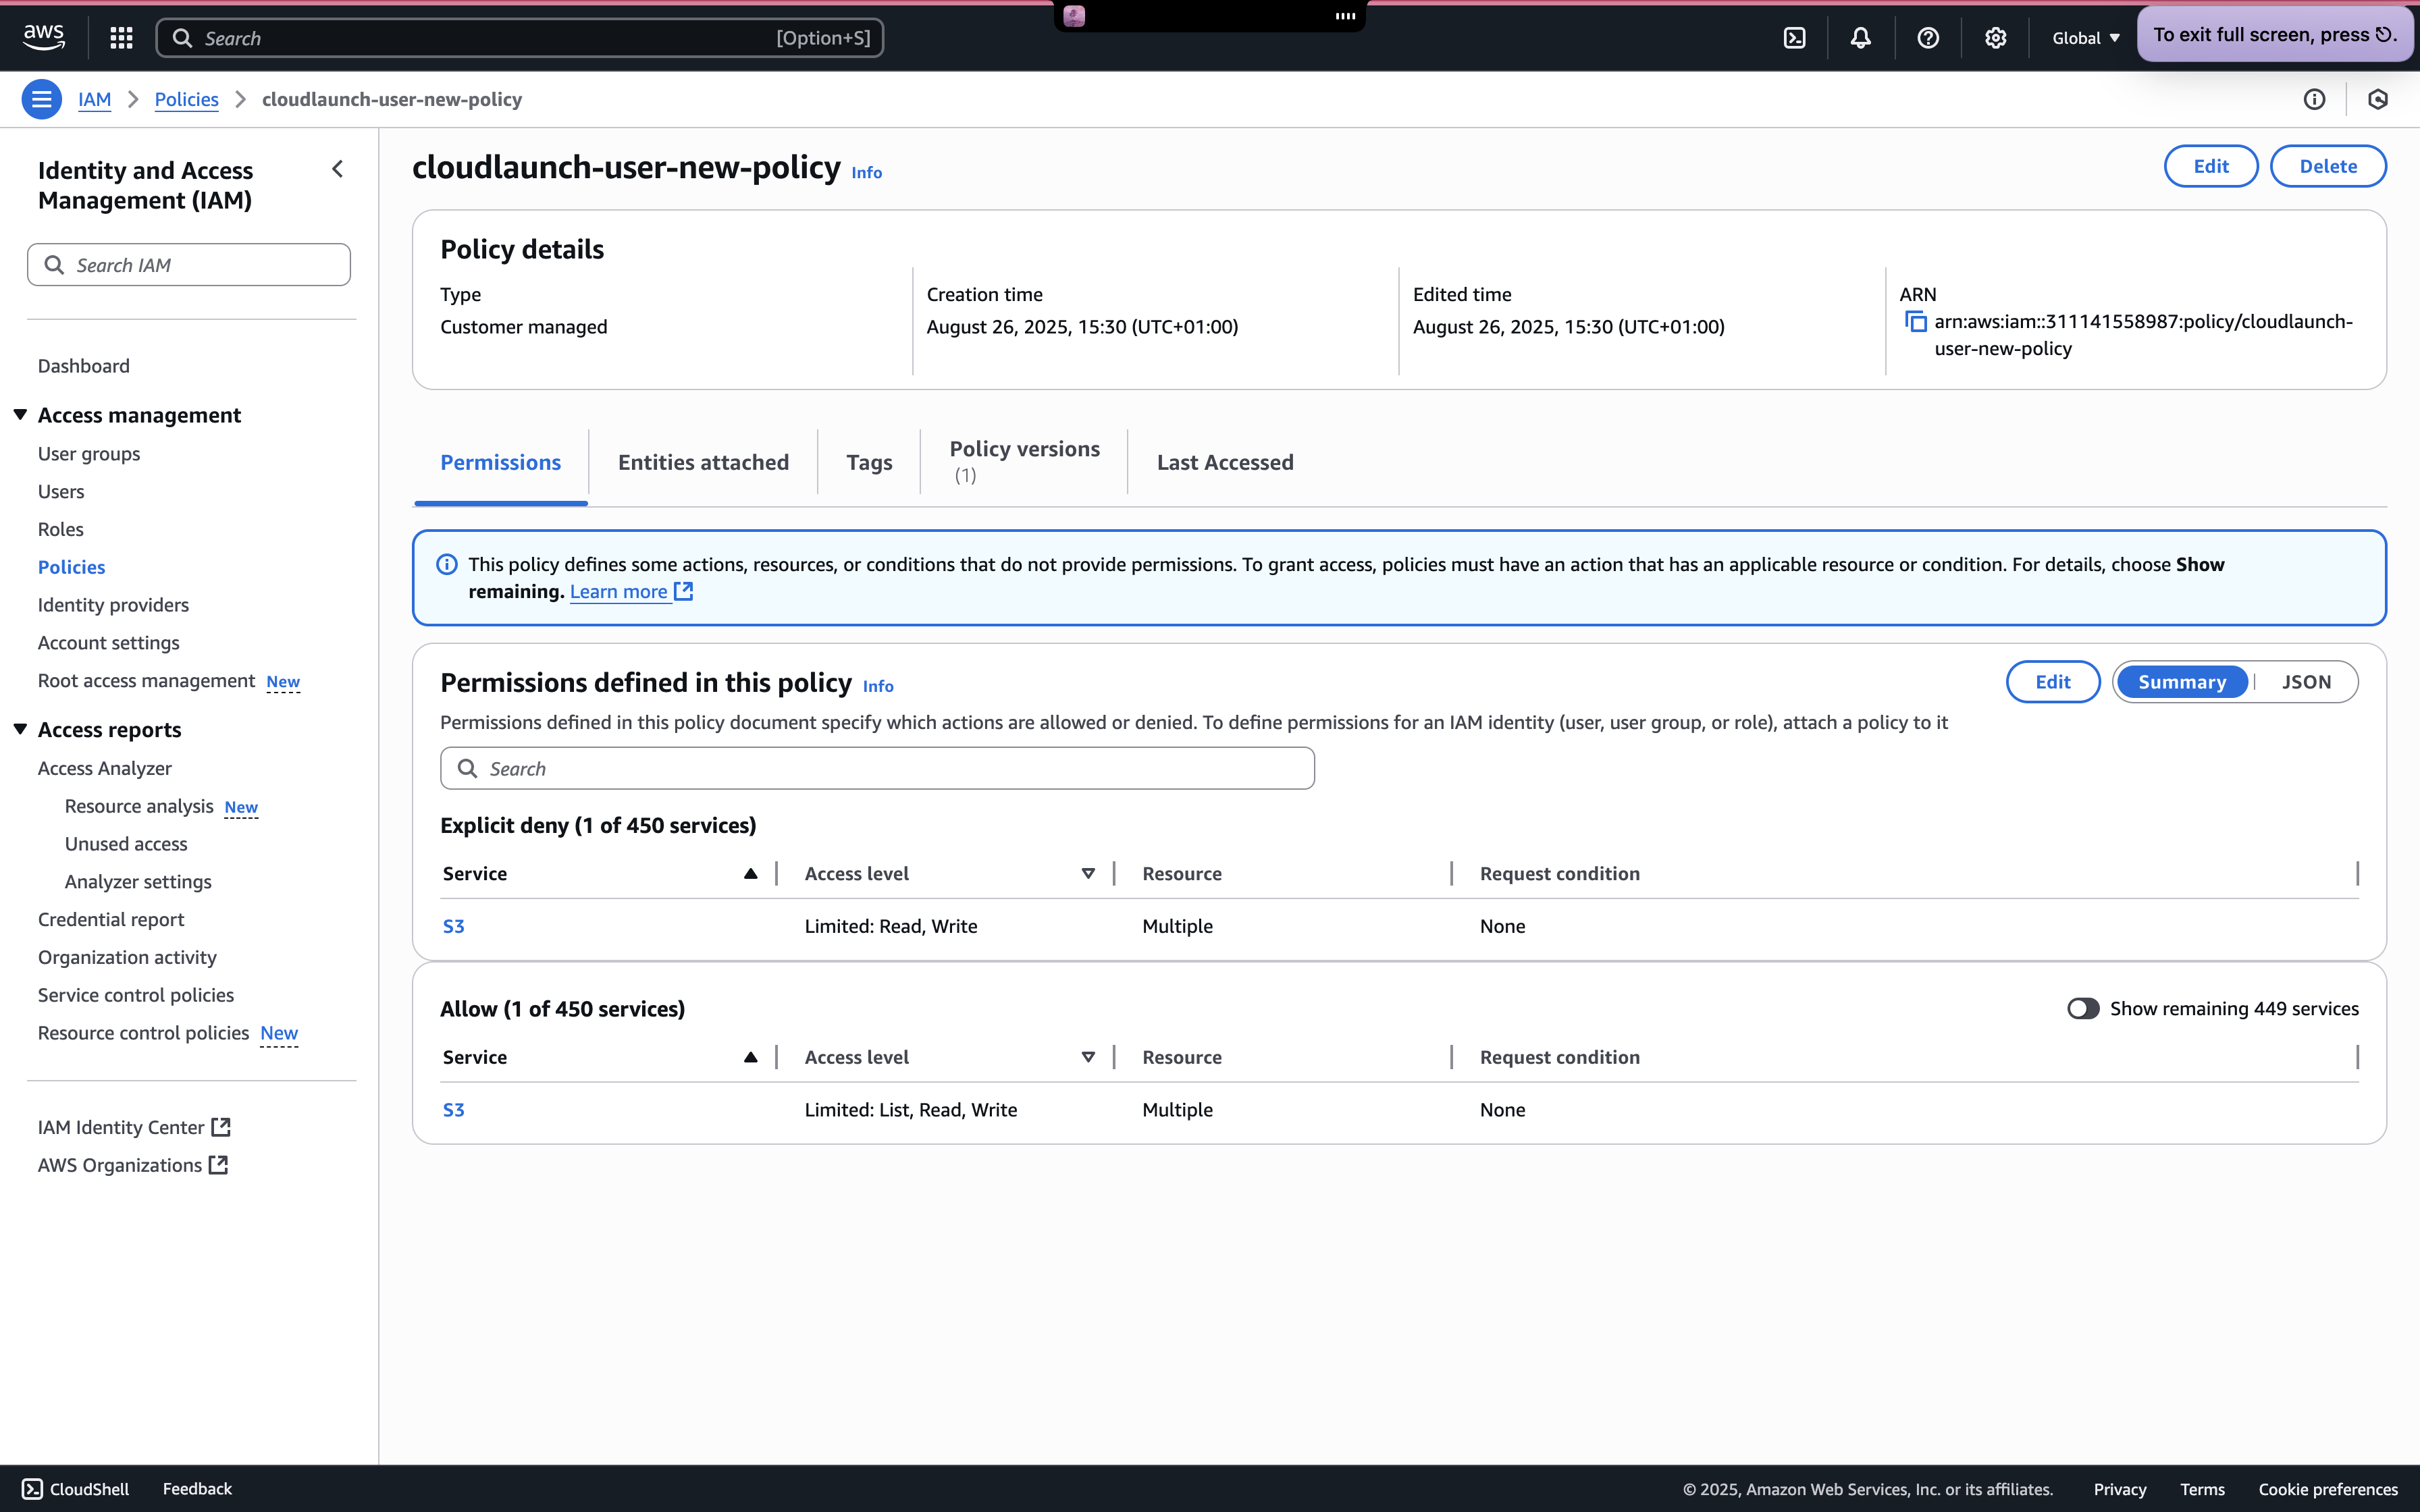 aws
Search
[Option+S]
Global
To exit full screen, press
IAM
Policies
cloudlaunch-user-new-policy
Identity and Access
Management (IAM)
Search IAM
Dashboard
Access management
User groups
Users
Roles
Policies
Identity providers
Account settings
Root access management New
Access reports
Access Analyzer
Resource analysis New
Unused access
Analyzer settings
Credential report
Organization activity
Service control policies
Resource control policies New
IAM Identity Center
AWS Organizations
cloudlaunch-user-new-policy Info
Edit
Delete
Policy details
Type
Customer managed
Creation time
August 26, 2025, 15:30 (UTC+01:00)
Edited time
August 26, 2025, 15:30 (UTC+01:00)
ARN
arn:aws:iam::311141558987:policy/cloudlaunch-
user-new-policy
Permissions
Entities attached
Tags
Policy versions
(1)
Last Accessed
This policy defines some actions, resources, or conditions that do not provide permissions. To grant access, policies must have an action that has an applicable resource or condition. For details, choose Show
remaining. Learn more
Permissions defined in this policy Info
Edit
Summary
JSON
Permissions defined in this policy document specify which actions are allowed or denied. To define permissions for an IAM identity (user, user group, or role), attach a policy to it
Search
Explicit deny (1 of 450 services)
Service Access level Resource Request condition
S3 Limited: Read, Write Multiple None
Allow (1 of 450 services)
Show remaining 449 services
Service Access level Resource Request condition
S3 Limited: List, Read, Write Multiple None
CloudShell
Feedback
© 2025, Amazon Web Services, Inc. or its affiliates.
Privacy
Terms
Cookie preferences